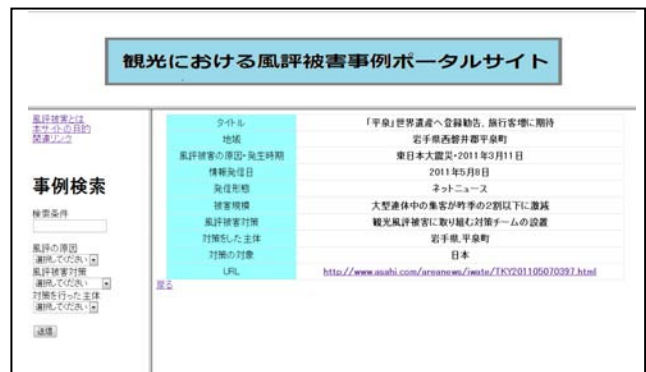 観光における風評被害事例ポータルサイト
風評被害とは
本サイトの目的
関連リンク
事例検索
検索条件
風評の原因
選択してください
風評被害対策
選択してください
対策を行った主体
選択してください
送信
タイトル 「平泉」世界遺産へ登録勧告、旅行客増に期待
地域 岩手県西磐井郡平泉町
風評被害の原因・発生時期 東日本大震災・2011年3月11日
情報発信日 2011年5月8日
発信形態 ネットニュース
被害規模 大型連休中の集客が昨季の2割以下に激減
風評被害対策 観光風評被害に取り組む対策チームの設置
対策をした主体 岩手県,平泉町
対策の対象 日本
URL http://www.asahi.com/areanews/iwate/TKY201105070397.html
戻る